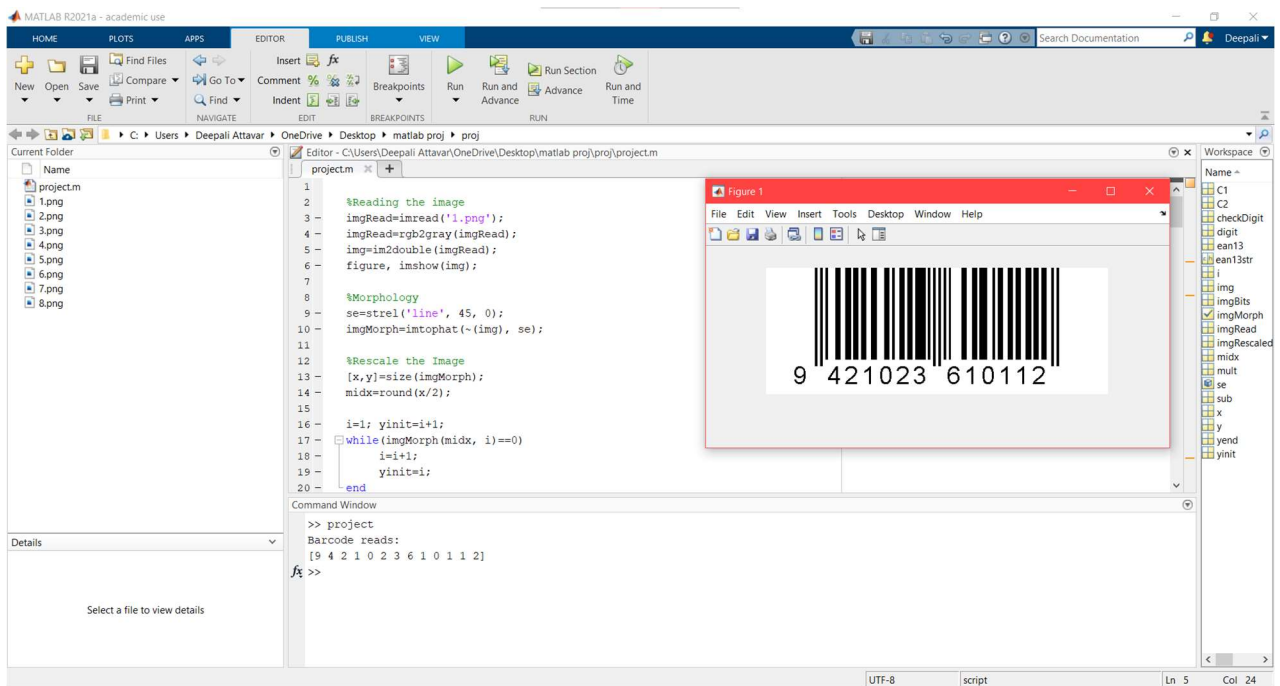 MATLAB R2021a - academic use
HOME PLOTS APPS EDITOR PUBLISH VIEW
Search Documentation
Deepali
New Open Save
Find Files
Compare
Print
FILE
Go To
Find
NAVIGATE
Insert
Comment
Indent
EDIT
Breakpoints
BREAKPOINTS
Run
Run and Advance
Run Section
Advance
Run and Time
RUN
C: Users Deepali Attavar OneDrive Desktop matlab proj proj
Current Folder
Name
project.m
1.png
2.png
3.png
4.png
5.png
6.png
7.png
8.png
Details
Select a file to view details
Editor - C:\Users\Deepali Attavar\OneDrive\Desktop\matlab proj\proj\project.m
project.m
1
2 %Reading the image
3 - imgRead=imread('1.png');
4 - imgRead=rgb2gray(imgRead);
5 - img=im2double(imgRead);
6 - figure, imshow(img);
7
8 %Morphology
9 - se=strel('line', 45, 0);
10 - imgMorph=imtophat(~(img), se);
11
12 %Rescale the Image
13 - [x,y]=size(imgMorph);
14 - midx=round(x/2);
15
16 - i=1; yinit=i+1;
17 - while(imgMorph(midx, i)==0)
18 - i=i+1;
19 - yinit=i;
20 - end
Figure 1
File Edit View Insert Tools Desktop Window Help
9 421023 610112
Command Window
>> project
Barcode reads:
[9 4 2 1 0 2 3 6 1 0 1 1 2]
fx >>
Workspace
Name
C1
C2
checkDigit
digit
ean13
ean13str
i
img
imgBits
imgMorph
imgRead
imgRescaled
midx
mult
se
sub
x
y
yend
yinit
UTF-8 script Ln 5 Col 24